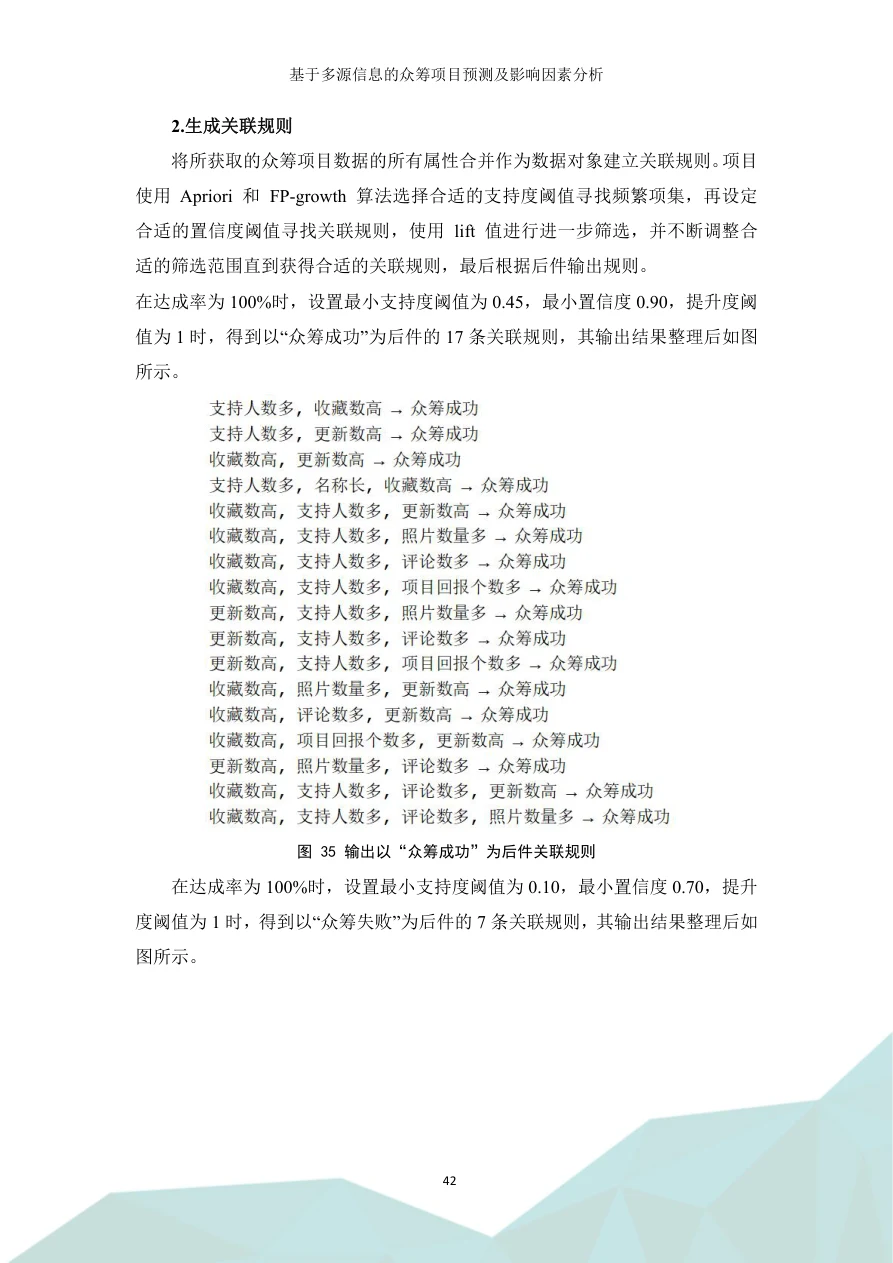 基于多源信息的众筹项目预测及影响因素分析
2.生成关联规则
将所获取的众筹项目数据的所有属性合并作为数据对象建立关联规则。项目
使用 Apriori 和 FP-growth 算法选择合适的支持度阈值寻找频繁项集，再设定
合适的置信度阈值寻找关联规则，使用 lift 值进行进一步筛选，并不断调整合
适的筛选范围直到获得合适的关联规则，最后根据后件输出规则。
在达成率为 100%时，设置最小支持度阈值为 0.45，最小置信度 0.90，提升度阈
值为 1 时，得到以“众筹成功”为后件的 17 条关联规则，其输出结果整理后如图
所示。
支持人数多, 收藏数高 → 众筹成功
支持人数多, 更新数高 → 众筹成功
收藏数高, 更新数高 → 众筹成功
支持人数多, 名称长, 收藏数高 → 众筹成功
收藏数高, 支持人数多, 更新数高 → 众筹成功
收藏数高, 支持人数多, 照片数量多 → 众筹成功
收藏数高, 支持人数多, 评论数多 → 众筹成功
收藏数高, 支持人数多, 项目回报个数多 → 众筹成功
更新数高, 支持人数多, 照片数量多 → 众筹成功
更新数高, 支持人数多, 评论数多 → 众筹成功
更新数高, 支持人数多, 项目回报个数多 → 众筹成功
收藏数高, 照片数量多, 更新数高 → 众筹成功
收藏数高, 评论数多, 更新数高 → 众筹成功
收藏数高, 项目回报个数多, 更新数高 → 众筹成功
更新数高, 照片数量多, 评论数多 → 众筹成功
收藏数高, 支持人数多, 评论数多, 更新数高 → 众筹成功
收藏数高, 支持人数多, 评论数多, 照片数量多 → 众筹成功
图 35 输出以“众筹成功”为后件关联规则
在达成率为 100%时，设置最小支持度阈值为 0.10，最小置信度 0.70，提升
度阈值为 1 时，得到以“众筹失败”为后件的 7 条关联规则，其输出结果整理后如
图所示。
42